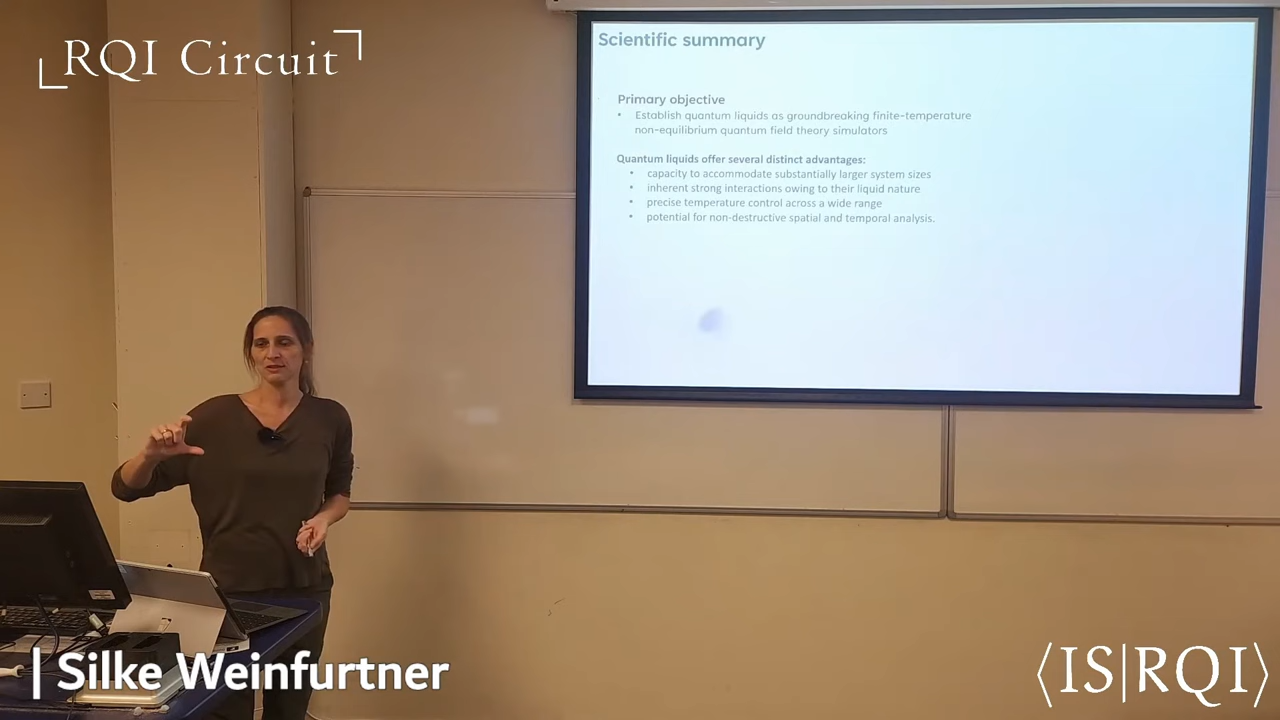 RQI Circuit
Scientific summary
Primary objective
• Establish quantum liquids as groundbreaking finite-temperature
non-equilibrium quantum field theory simulators
Quantum liquids offer several distinct advantages:
• capacity to accommodate substantially larger system sizes
• inherent strong interactions owing to their liquid nature
• precise temperature control across a wide range
• potential for non-destructive spatial and temporal analysis.
| Silke Weinfurtner
⟨IS|RQI⟩